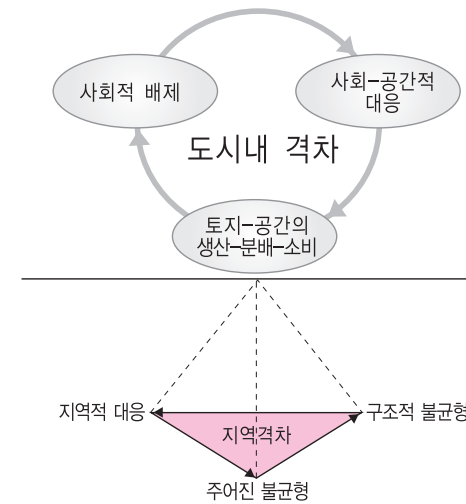 사회적 배제
사회-공간적
대응
도시내 격차
토지-공간의
생산-분배-소비
지역적 대응
구조적 불균형
지역격차
주어진 불균형